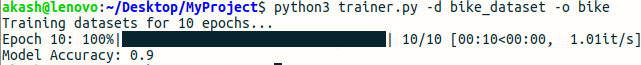 akash@lenovo:~/Desktop/MyProject$ python3 trainer.py -d bike_dataset -o bike
Training datasets for 10 epochs...
Epoch 10: 100%|██████████████████████████████| 10/10 [00:10<00:00,  1.01it/s]
Model Accuracy: 0.9